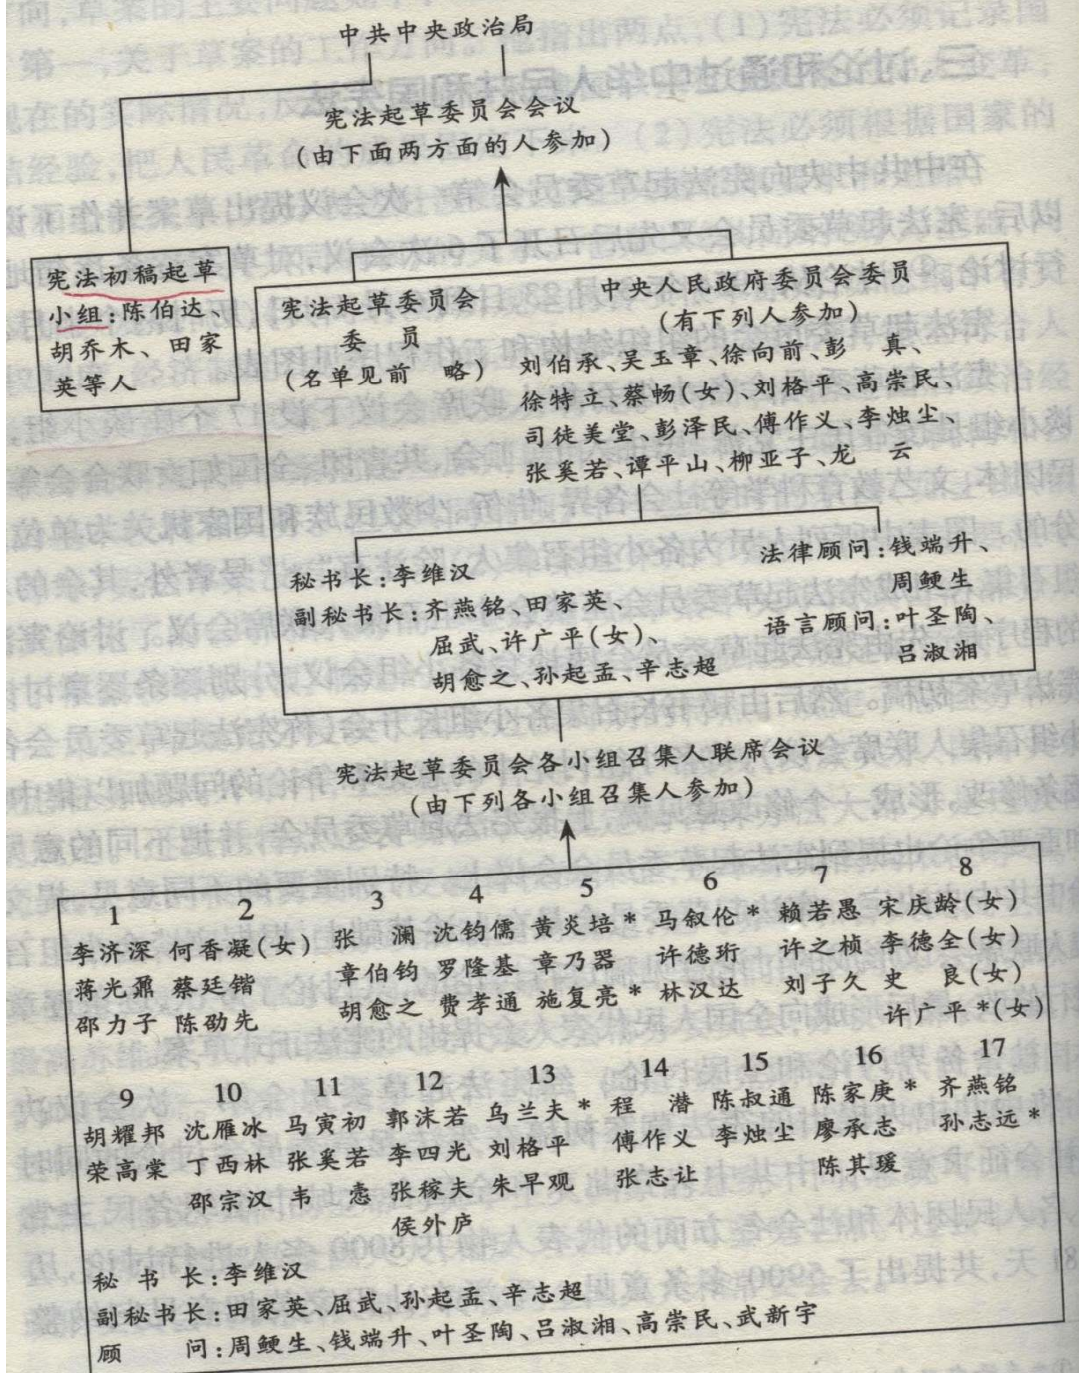 中共中央政治局
宪法起草委员会会议
(由下面两方面的人参加)
宪法初稿起草
小组:陈伯达、
胡乔木、田家
英等人
宪法起草委员会
委 员
(名单见前 略)
中央人民政府委员会委员
(有下列人参加)
刘伯承、吴玉章、徐向前、彭 真、
徐特立、蔡畅(女)、刘格平、高崇民、
司徒美堂、彭泽民、傅作义、李烛尘、
张奚若、谭平山、柳亚子、龙 云
秘书长:李维汉
副秘书长:齐燕铭、田家英、
屈武、许广平(女)、
胡愈之、孙起孟、辛志超
法律顾问:钱端升、
周鲠生
语言顾问:叶圣陶、
吕淑湘
宪法起草委员会各小组召集人联席会议
(由下列各小组召集人参加)
1 2 3 4 5 6 7 8
李济深 何香凝(女) 张 澜 沈钧儒 黄炎培* 马叙伦* 赖若愚 宋庆龄(女)
蒋光鼐 蔡廷锴 章伯钧 罗隆基 章乃器 许德珩 许之桢 李德全(女)
邵力子 陈劭先 胡愈之 费孝通 施复亮* 林汉达 刘子久 史 良(女)
许广平*(女)
9 10 11 12 13 14 15 16 17
胡耀邦 沈雁冰 马寅初 郭沫若 乌兰夫* 程 潜 陈叔通 陈家庚* 齐燕铭
荣高棠 丁西林 张奚若 李四光 刘格平 傅作义 李烛尘 廖承志 孙志远*
邵宗汉 韦 悫 张稼夫 朱早观 张志让 陈其瑗
侯外庐
秘 书 长:李维汉
副秘书长:田家英、屈武、孙起孟、辛志超
顾 问:周鲠生、钱端升、叶圣陶、吕淑湘、高崇民、武新宇